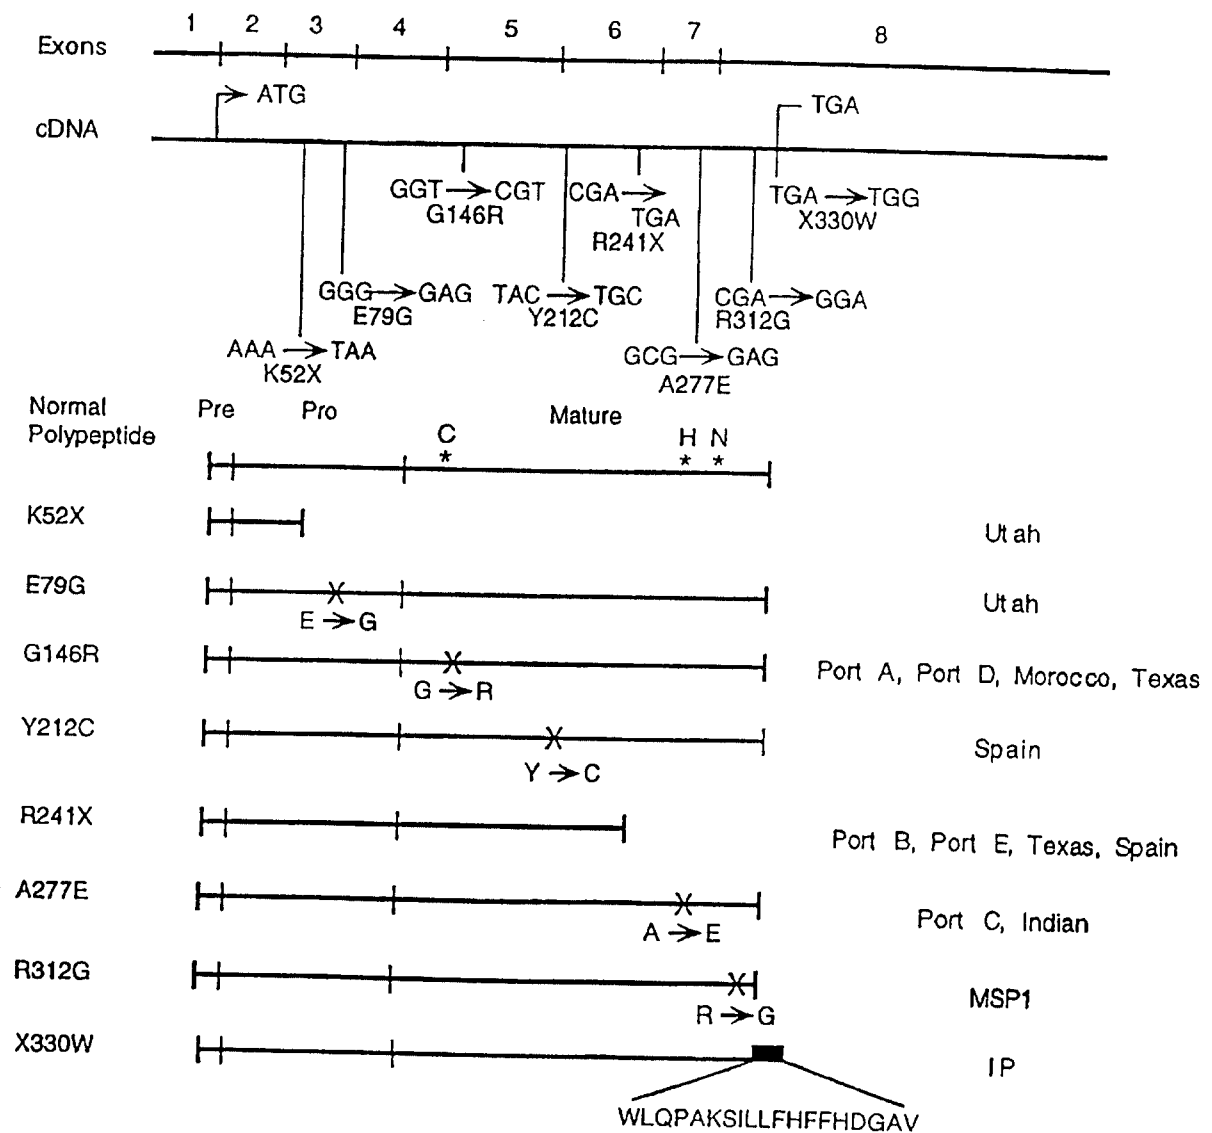 Exons 1 2 3 4 5 6 7 8
ATG TGA
cDNA
GGT → CGT CGA → TGA TGA → TGG
G146R R241X X330W
GGG → GAG TAC → TGC CGA → GGA
E79G Y212C R312G
AAA → TAA GCG → GAG
K52X A277E
Normal Polypeptide Pre Pro Mature
C H N
* * *
K52X Utah
E79G Utah
E → G
G146R Port A, Port D, Morocco, Texas
G → R
Y212C Spain
Y → C
R241X Port B, Port E, Texas, Spain
A277E Port C, Indian
A → E
R312G MSP1
R → G
X330W IP
WLQPAKSILLFHFFHDGAV